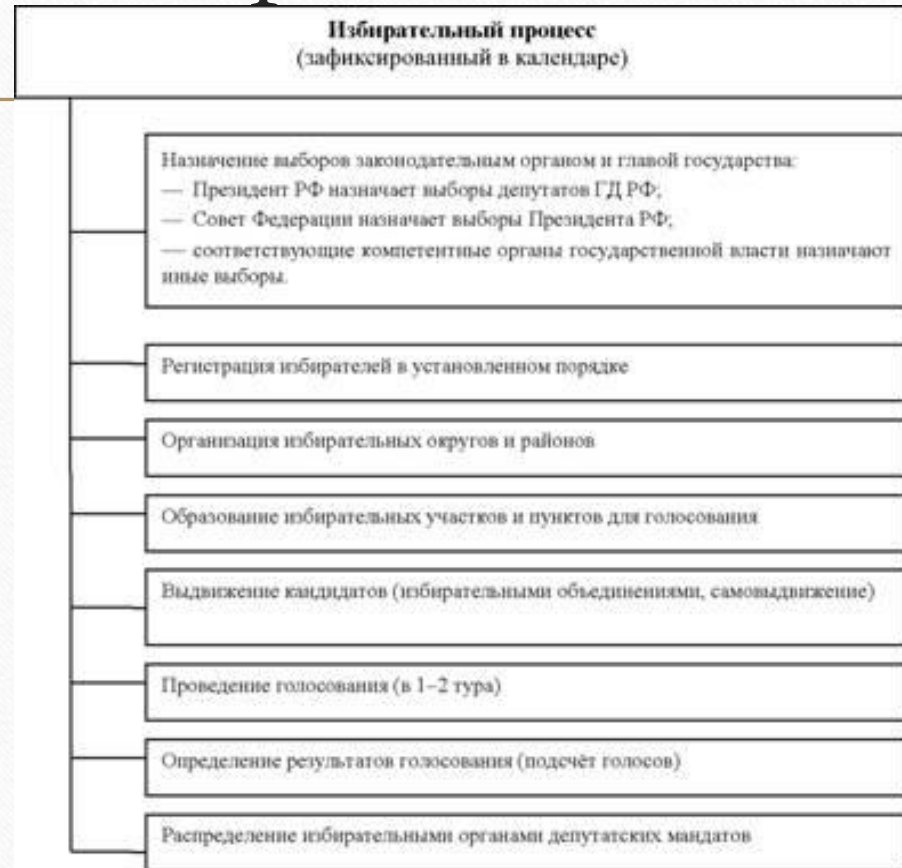 Избирательный процесс
(зафиксированный в календаре)
Назначение выборов законодательным органом и главой государства:
— Президент РФ назначает выборы депутатов ГД РФ;
— Совет Федерации назначает выборы Президента РФ;
— соответствующие компетентные органы государственной власти назначают
иные выборы.
Регистрация избирателей в установленном порядке
Организация избирательных округов и районов
Образование избирательных участков и пунктов для голосования
Выдвижение кандидатов (избирательными объединениями, самовыдвижение)
Проведение голосования (в 1–2 тура)
Определение результатов голосования (подсчёт голосов)
Распределение избирательными органами депутатских мандатов